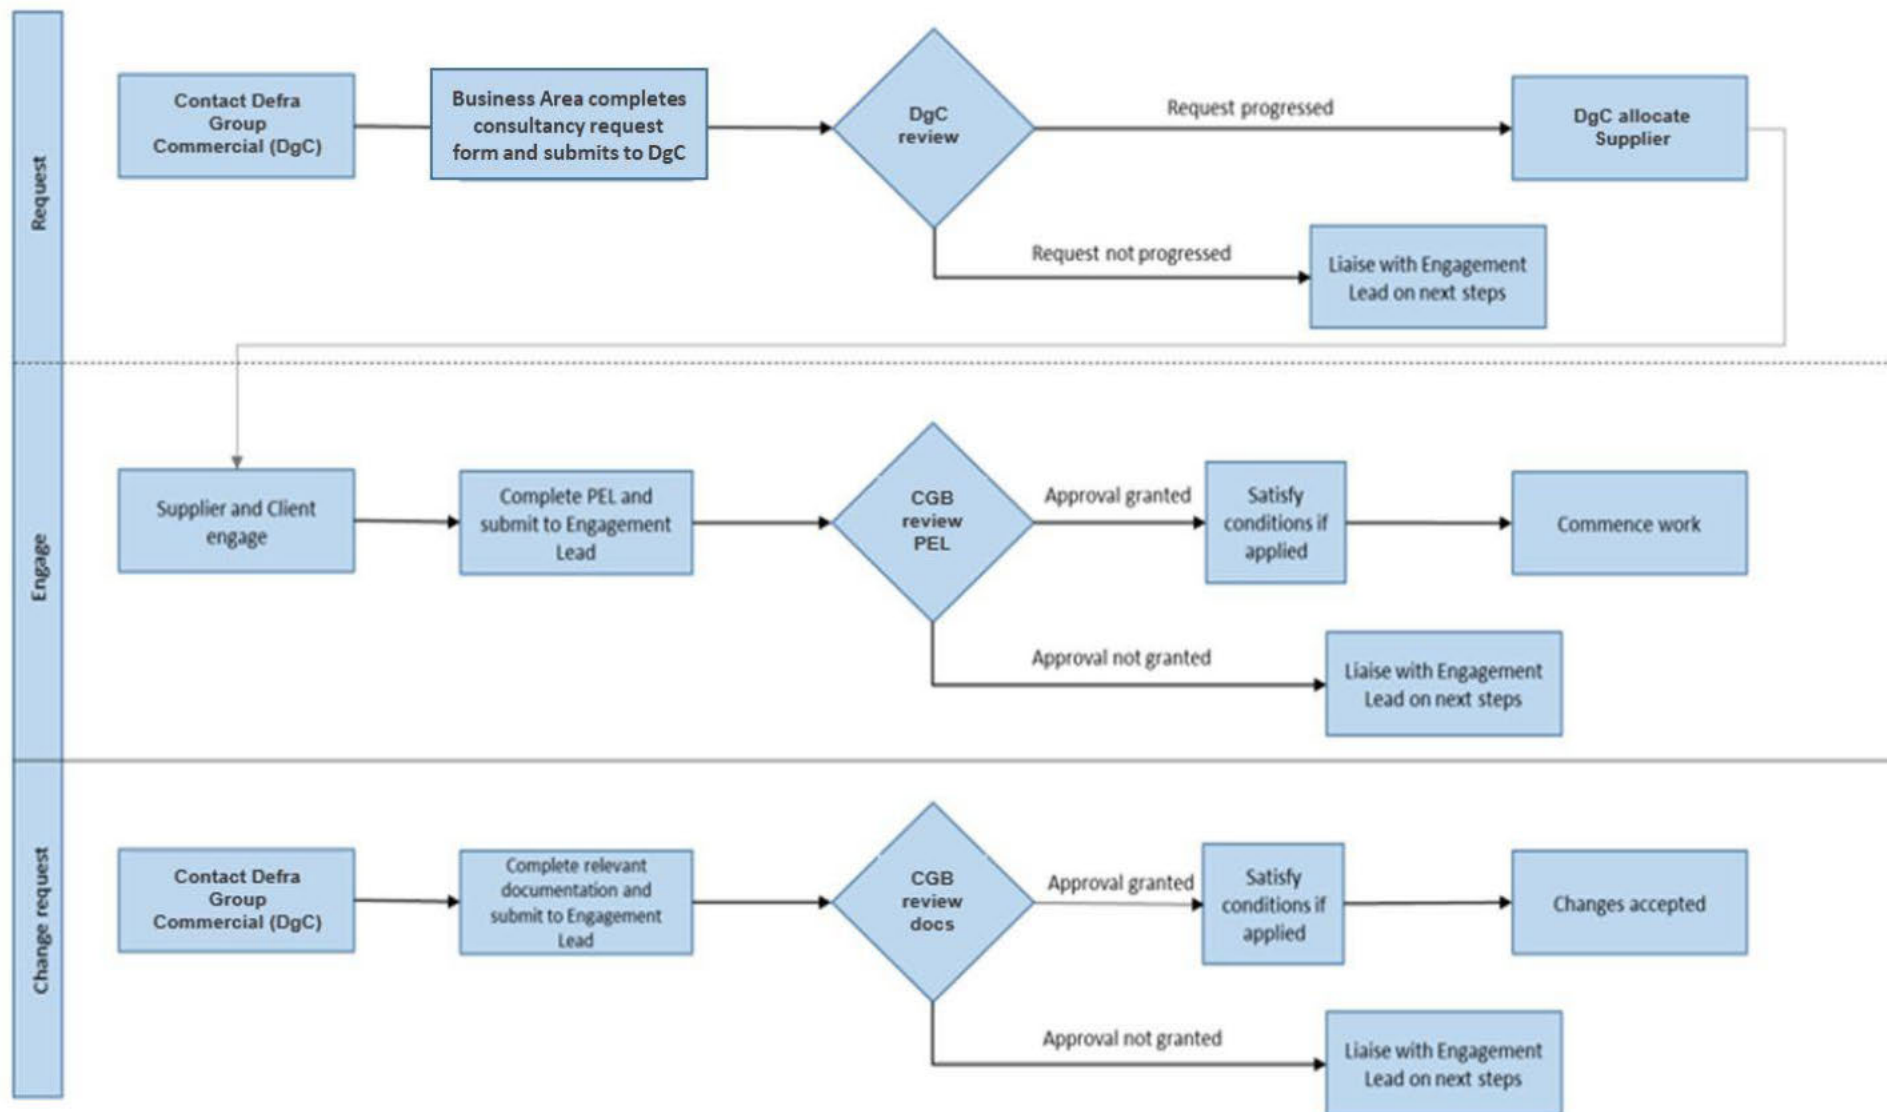 Request
Contact Defra
Group
Commercial (DgC)
Business Area completes
consultancy request
form and submits to DgC
DgC
review
Request progressed
DgC allocate
Supplier
Request not progressed
Liaise with Engagement
Lead on next steps
Engage
Supplier and Client
engage
Complete PEL and
submit to Engagement
Lead
CGB
review
PEL
Approval granted
Satisfy
conditions if
applied
Commence work
Approval not granted
Liaise with Engagement
Lead on next steps
Change request
Contact Defra
Group
Commercial (DgC)
Complete relevant
documentation and
submit to Engagement
Lead
CGB
review
docs
Approval granted
Satisfy
conditions if
applied
Changes accepted
Approval not granted
Liaise with Engagement
Lead on next steps